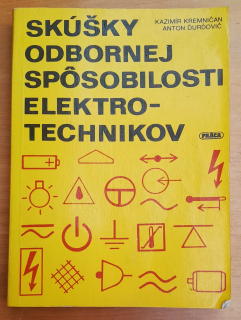 KAZIMÍR KREMNIČAN
ANTON ĎURĎOVIČ
SKÚŠKY
ODBORNEJ
SPÔSOBILOSTI
ELEKTRO-
TECHNIKOV
PRÁCA